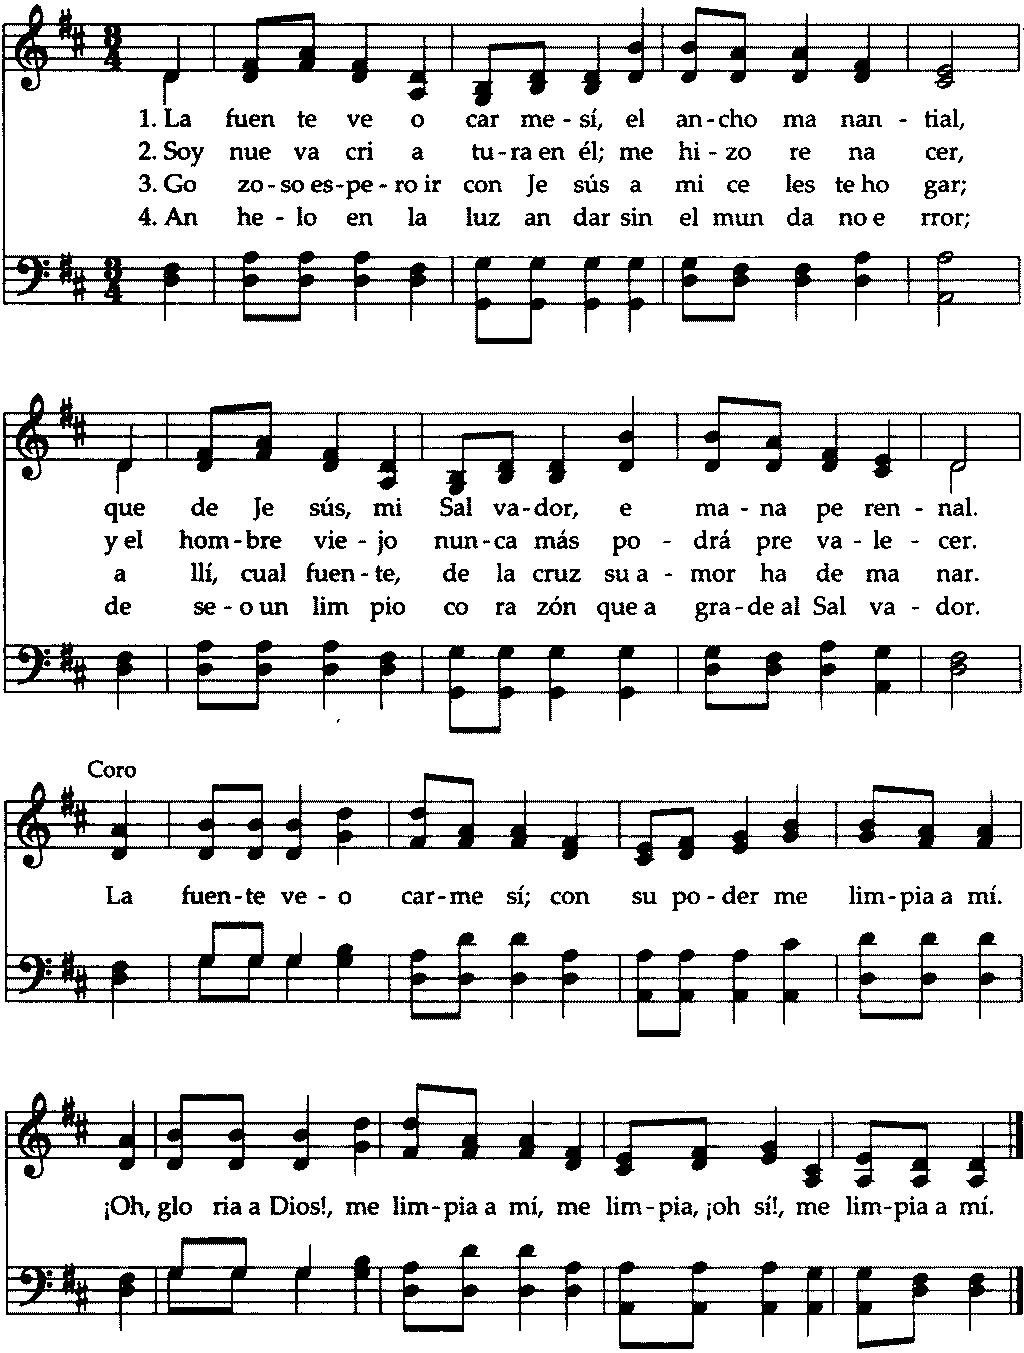 1. La fuen te ve o car me - sí, el an - cho ma nan - tial,
2. Soy nue va cri a tu - ra en él; me hi - zo re na cer,
3. Go zo - so es - pe - ro ir con Je sús a mi ce les te ho gar;
4. An he - lo en la luz an dar sin el mun da no e rror;
que de Je sús, mi Sal va - dor, e ma - na pe ren - nal.
y el hom - bre vie - jo nun - ca más po - drá pre va - le - cer.
a llí, cual fuen - te, de la cruz su a - mor ha de ma nar.
de se - o un lim pio co ra zón que a gra - de al Sal va - dor.
Coro
La fuen - te ve - o car - me sí; con su po - der me lim - pia a mí.
¡Oh, glo ria a Dios!, me lim - pia a mí, me lim - pia, ¡oh sí!, me lim - pia a mí.